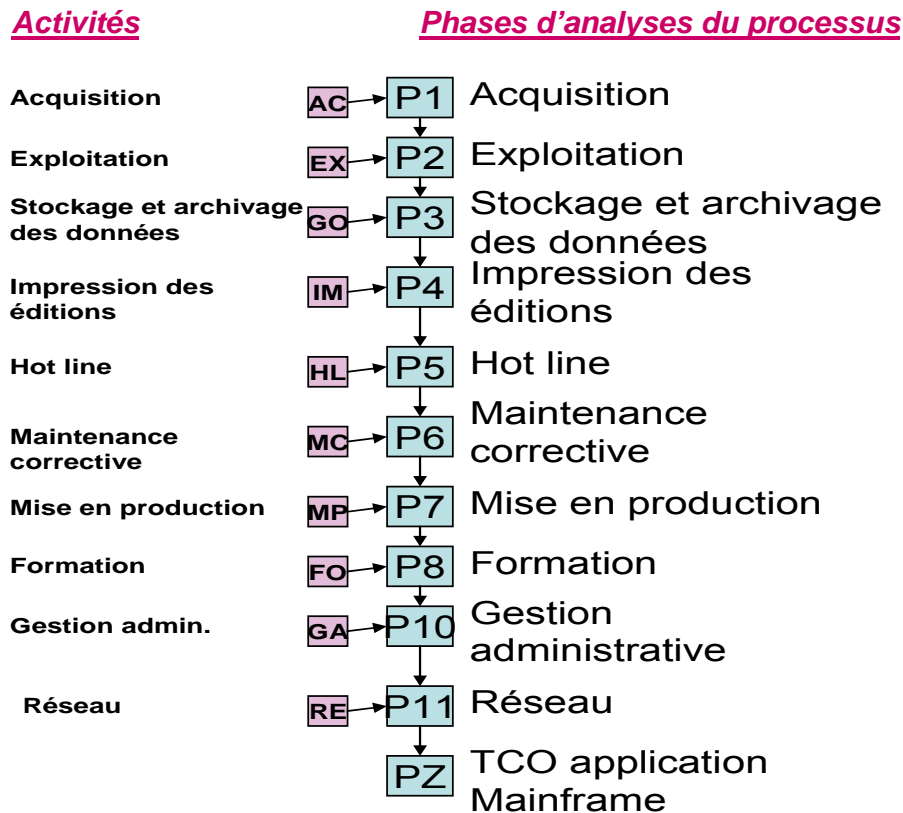 Activités
Phases d'analyses du processus
Acquisition
AC
P1
Acquisition
Exploitation
EX
P2
Exploitation
Stockage et archivage
des données
GO
P3
Stockage et archivage
des données
Impression des
éditions
IM
P4
Impression des
éditions
Hot line
HL
P5
Hot line
Maintenance
corrective
MC
P6
Maintenance
corrective
Mise en production
MP
P7
Mise en production
Formation
FO
P8
Formation
Gestion admin.
GA
P10
Gestion
administrative
Réseau
RE
P11
Réseau
PZ
TCO application
Mainframe